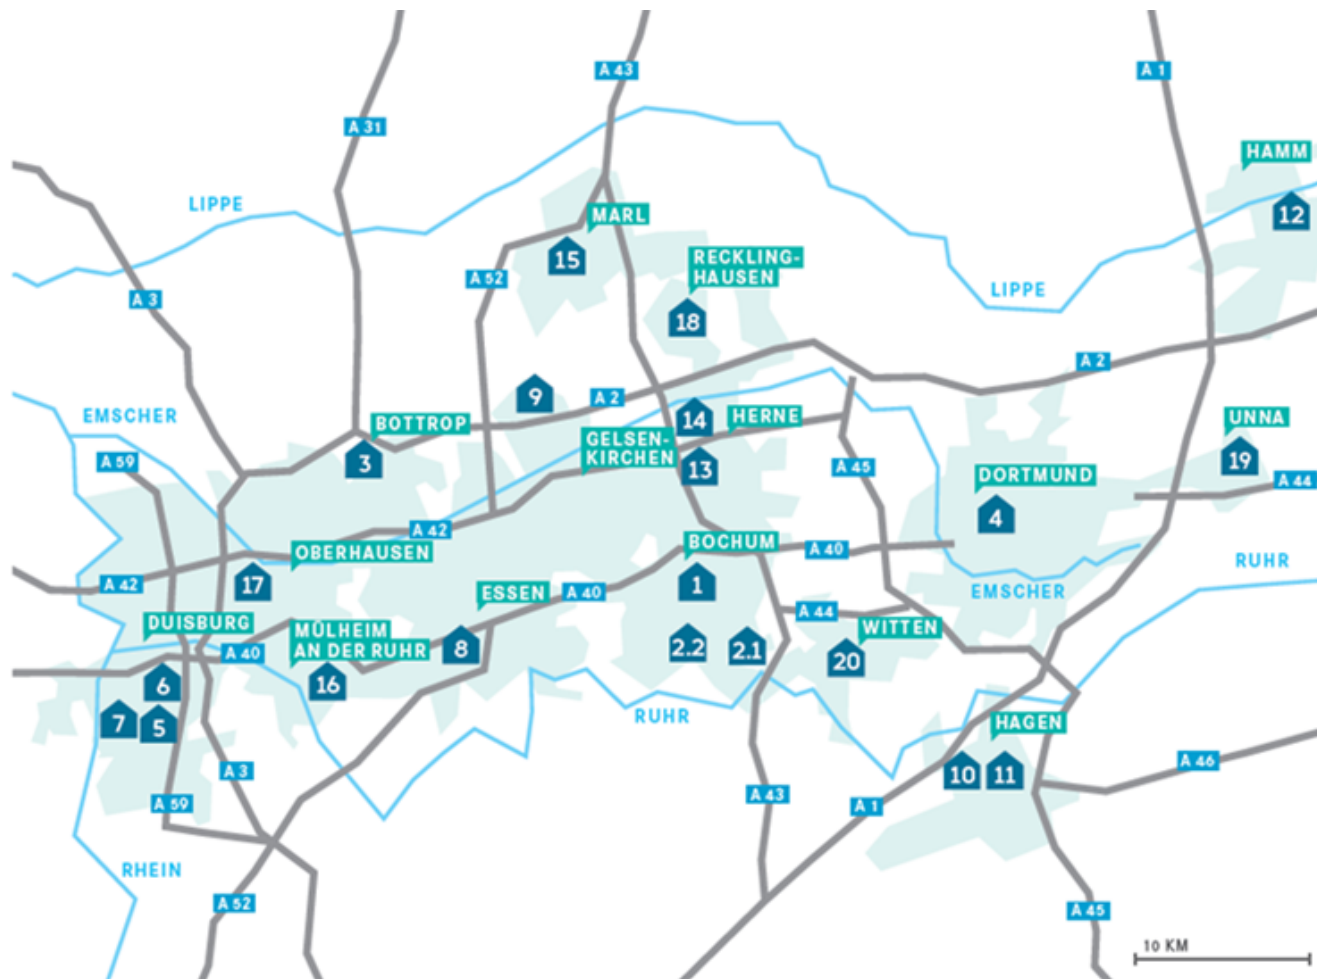 A 43
A 1
A 31
HAMM
LIPPE
12
MARL
15
RECKLING-
HAUSEN
A 52
LIPPE
A 3
18
A 2
9
A 2
EMSCHER
BOTTROP
14
HERNE
UNNA
A 59
3
GELSEN-
KIRCHEN
13
A 45
DORTMUND
19
A 44
4
A 42
OBERHAUSEN
BOCHUM
A 40
RUHR
A 42
17
ESSEN
A 40
1
EMSCHER
DUISBURG
MÜLHEIM
AN DER RUHR
A 44
WITTEN
A 40
8
2.2
2.1
20
6
16
7
5
RUHR
HAGEN
A 3
10
11
A 46
A 59
A 43
A 1
RHEIN
A 52
A 45
10 KM